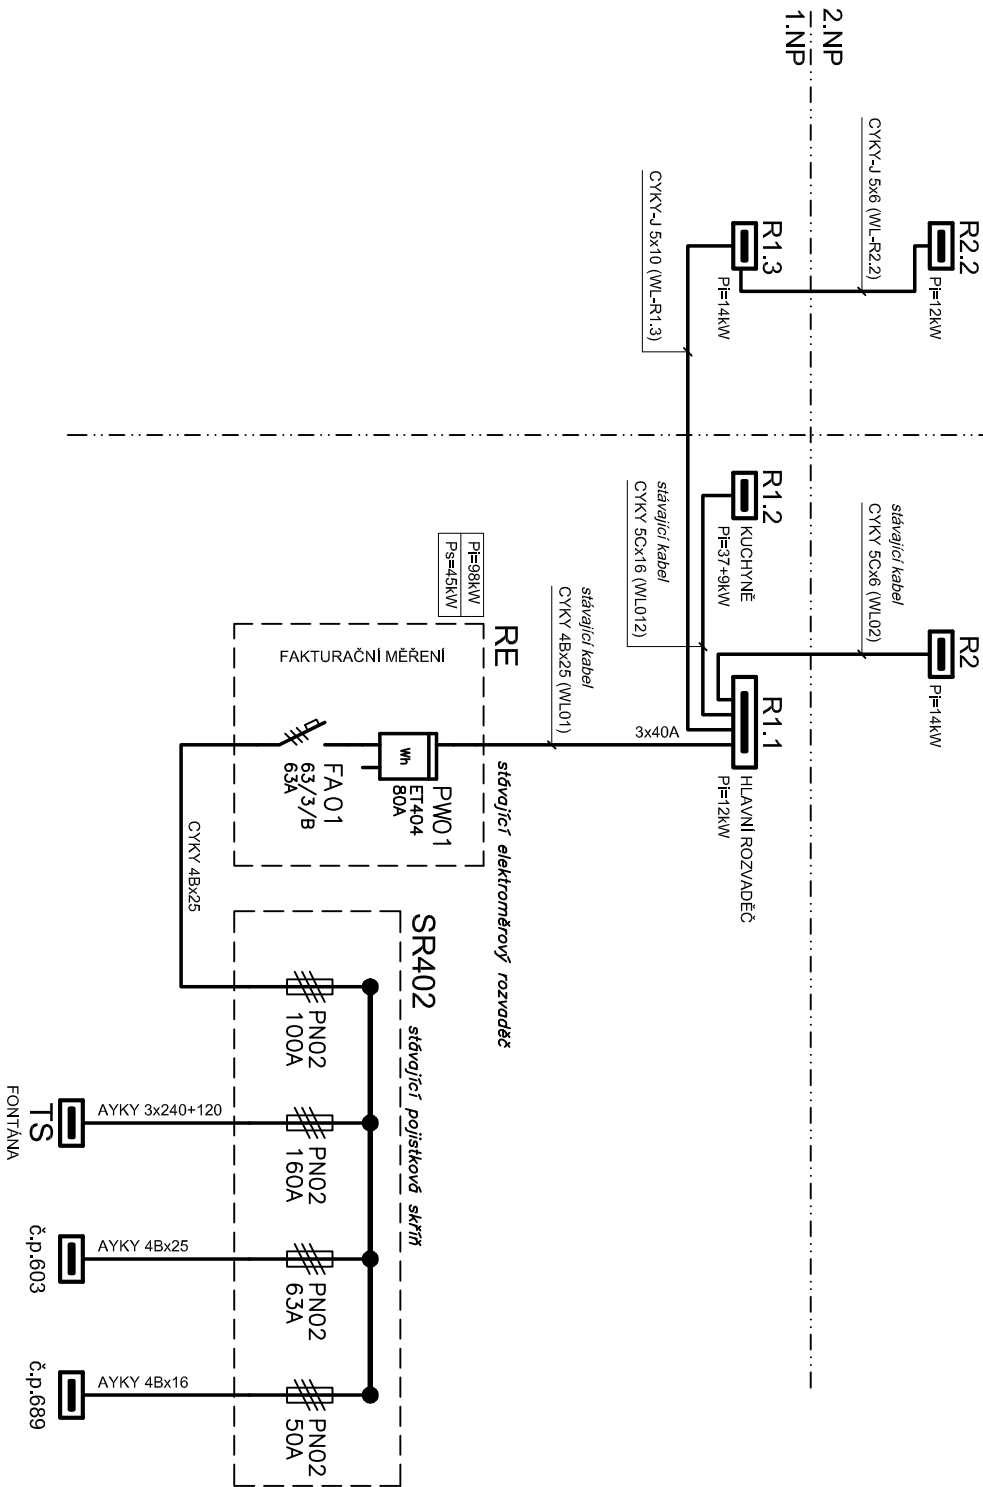 2.NP
1.NP
R2.2
Pi=12kW
CYKY-J 5x6 (WL-R2.2)
R1.3
Pi=14kW
CYKY-J 5x10 (WL-R1.3)
R2
Pi=14kW
stávající kabel
CYKY 5Cx6 (WL02)
R1.2
KUCHYNĚ
Pi=37+9kW
stávající kabel
CYKY 5Cx16 (WL012)
R1.1
HLAVNÍ ROZVADĚČ
Pi=12kW
3x40A
stávající kabel
CYKY 4Bx25 (WL01)
Pi=98kW
Ps=45kW
RE
stávající elektroměrový rozvaděč
FAKTURAČNÍ MĚŘENÍ
Wh
PW01
ET404
80A
FA01
63/3/B
63A
CYKY 4Bx25
SR402
stávající pojistková skříň
PN02
100A
PN02
160A
PN02
63A
PN02
50A
AYKY 3x240+120
TS
FONTÁNA
AYKY 4Bx25
č.p.603
AYKY 4Bx16
č.p.689